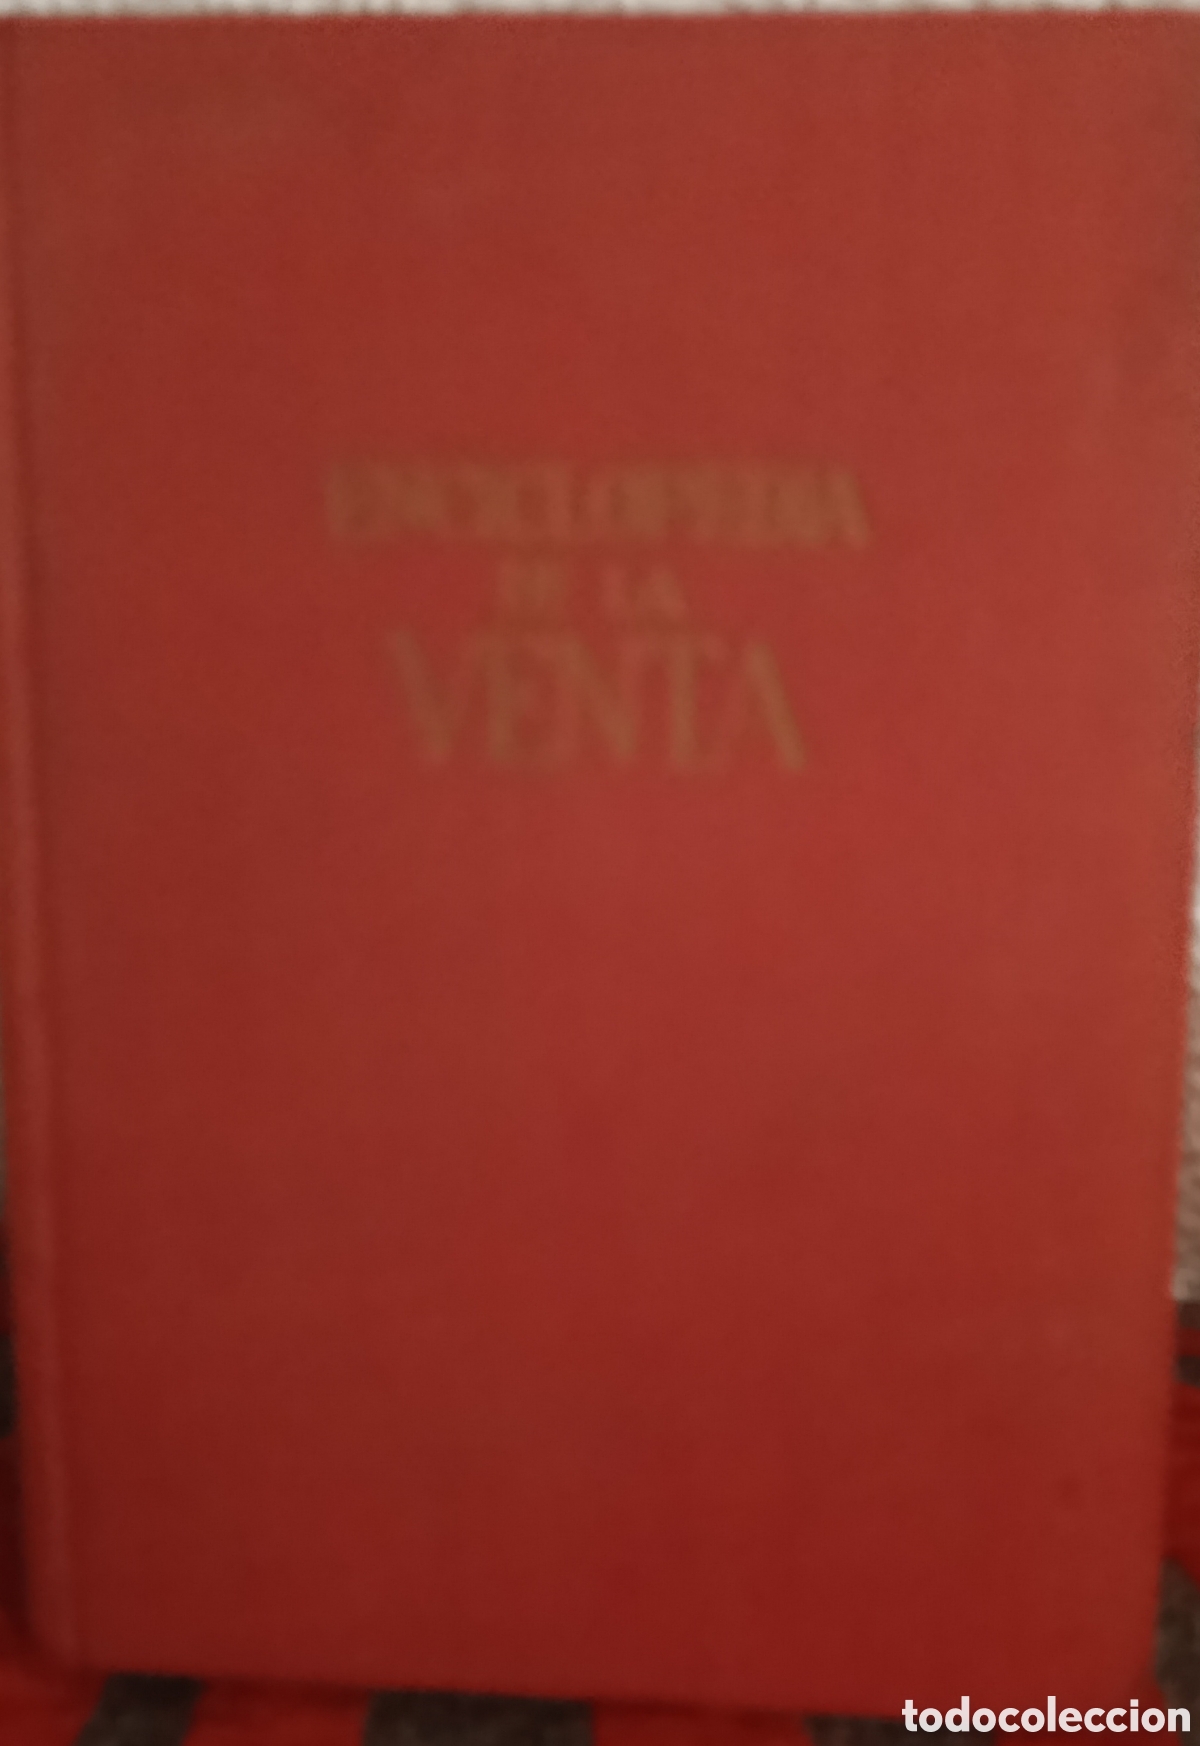 ENCICLOPEDIA
DE LA
VENTA
todocoleccion